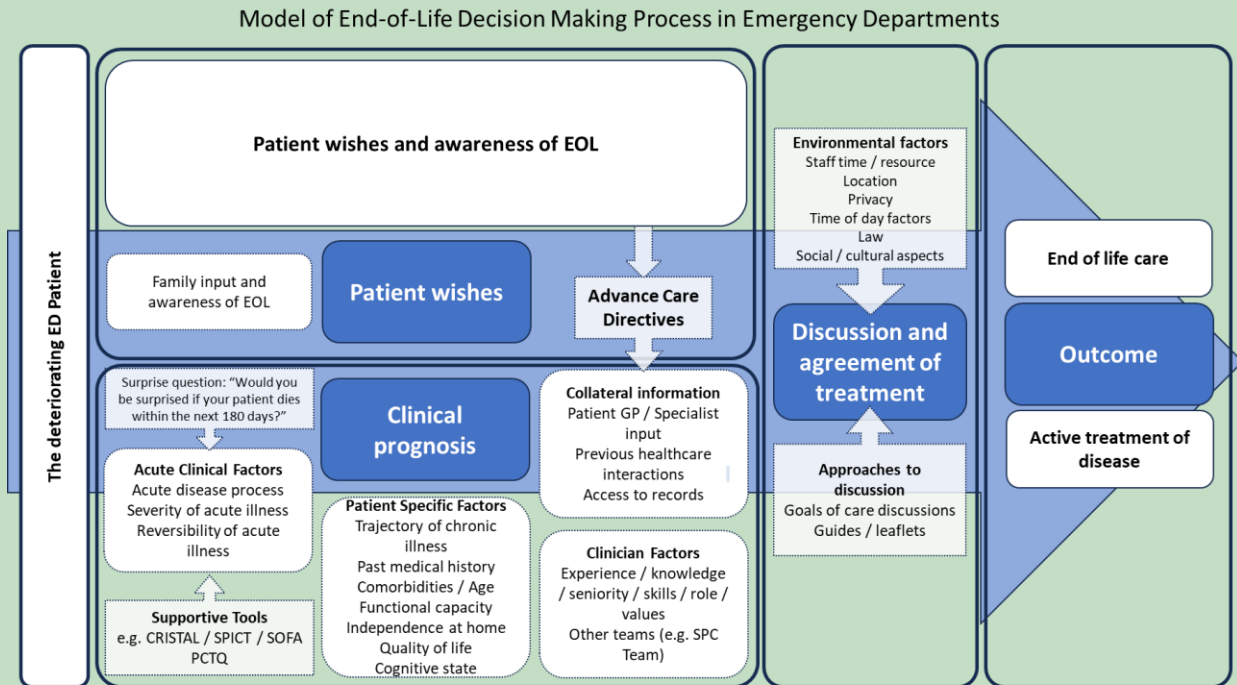 Model of End-of-Life Decision Making Process in Emergency Departments
The deteriorating ED Patient
Patient wishes and awareness of EOL
Family input and
awareness of EOL
Patient wishes
Advance Care
Directives
Surprise question: “Would you
be surprised if your patient dies
within the next 180 days?”
Clinical
prognosis
Collateral information
Patient GP / Specialist
input
Previous healthcare
interactions
Access to records
Acute Clinical Factors
Acute disease process
Severity of acute illness
Reversibility of acute
illness
Patient Specific Factors
Trajectory of chronic
illness
Past medical history
Comorbidities / Age
Functional capacity
Independence at home
Quality of life
Cognitive state
Clinician Factors
Experience / knowledge
/ seniority / skills / role /
values
Other teams (e.g. SPC
Team)
Supportive Tools
e.g. CRISTAL / SPICT / SOFA
PCTQ
Environmental factors
Staff time / resource
Location
Privacy
Time of day factors
Law
Social / cultural aspects
Discussion and
agreement of
treatment
Approaches to
discussion
Goals of care discussions
Guides / leaflets
End of life care
Outcome
Active treatment of
disease